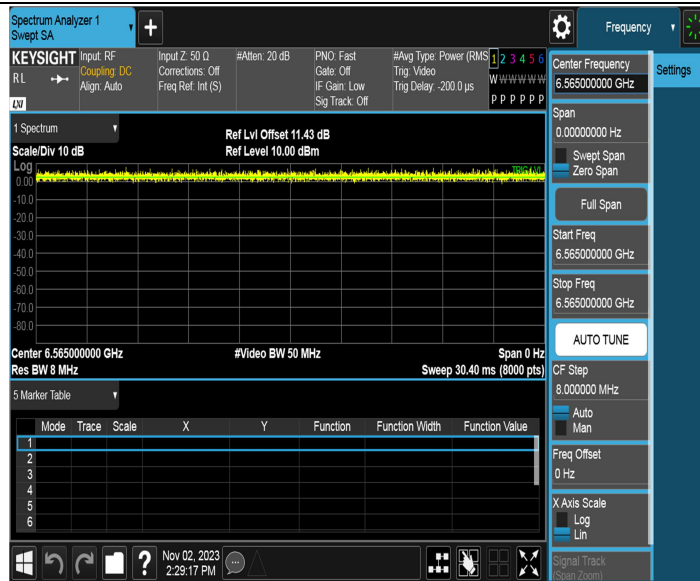 Spectrum Analyzer 1
Swept SA
Frequency
KEYSIGHT
RL
LXI
Input: RF
Coupling: DC
Align: Auto
Input Z: 50 Ω
Corrections: Off
Freq Ref: Int (S)
#Atten: 20 dB
PNO: Fast
Gate: Off
IF Gain: Low
Sig Track: Off
#Avg Type: Power (RMS
Trig: Video
Trig Delay: -200.0 µs
1 2 3 4 5 6
W W W W W W
P P P P P P
1 Spectrum
Scale/Div 10 dB
Ref Lvl Offset 11.43 dB
Ref Level 10.00 dBm
Log
TRIG LVL
0.00
-10.0
-20.0
-30.0
-40.0
-50.0
-60.0
-70.0
-80.0
Center 6.565000000 GHz
#Video BW 50 MHz
Span 0 Hz
Res BW 8 MHz
Sweep 30.40 ms (8000 pts)
5 Marker Table
Mode Trace Scale X Y Function Function Width Function Value
1
2
3
4
5
6
Nov 02, 2023
2:29:17 PM
?
Center Frequency
6.565000000 GHz
Settings
Span
0.00000000 Hz
Swept Span
Zero Span
Full Span
Start Freq
6.565000000 GHz
Stop Freq
6.565000000 GHz
AUTO TUNE
CF Step
8.000000 MHz
Auto
Man
Freq Offset
0 Hz
X Axis Scale
Log
Lin
Signal Track
(Span Zoom)